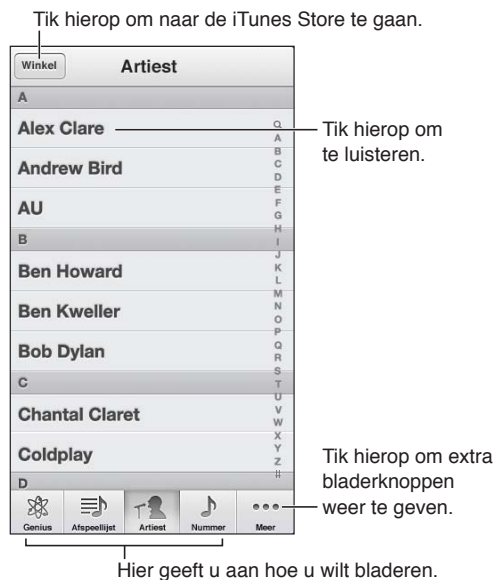 Tik hierop om naar de iTunes Store te gaan.
Winkel
Artiest
A
Alex Clare
Tik hierop om
te luisteren.
Andrew Bird
AU
B
Ben Howard
Ben Kweller
Bob Dylan
C
Chantal Claret
Coldplay
D
A
B
C
D
E
F
G
H
I
J
K
L
M
N
O
P
Q
R
S
T
U
V
W
X
Y
Z
#
Tik hierop om extra
bladerknoppen
weer te geven.
Genius
Afspeellijst
Artiest
Nummer
Meer
Hier geeft u aan hoe u wilt bladeren.